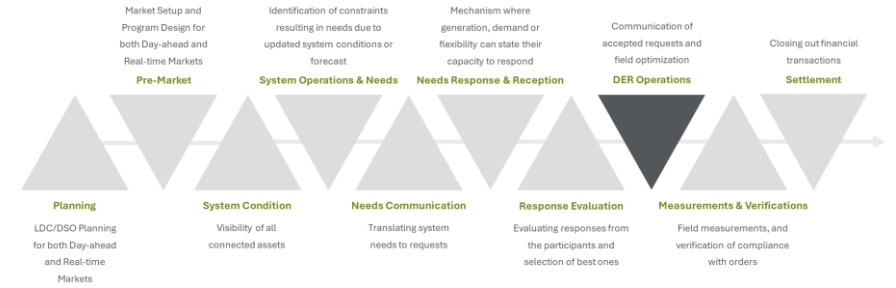 Market Setup and
Program Design for
both Day-ahead and
Real-time Markets
Pre-Market
Identification of constraints
resulting in needs due to
updated system conditions or
forecast
System Operations & Needs
Mechanism where
generation, demand or
flexibility can state their
capacity to respond
Needs Response & Reception
Communication of
accepted requests and
field optimization
DER Operations
Closing out financial
transactions
Settlement
Planning
LDC/DSO Planning
for both Day-ahead
and Real-time
Markets
System Condition
Visibility of all
connected assets
Needs Communication
Translating system
needs to requests
Response Evaluation
Evaluating responses from
the participants and
selection of best ones
Measurements & Verifications
Field measurements, and
verification of compliance
with orders